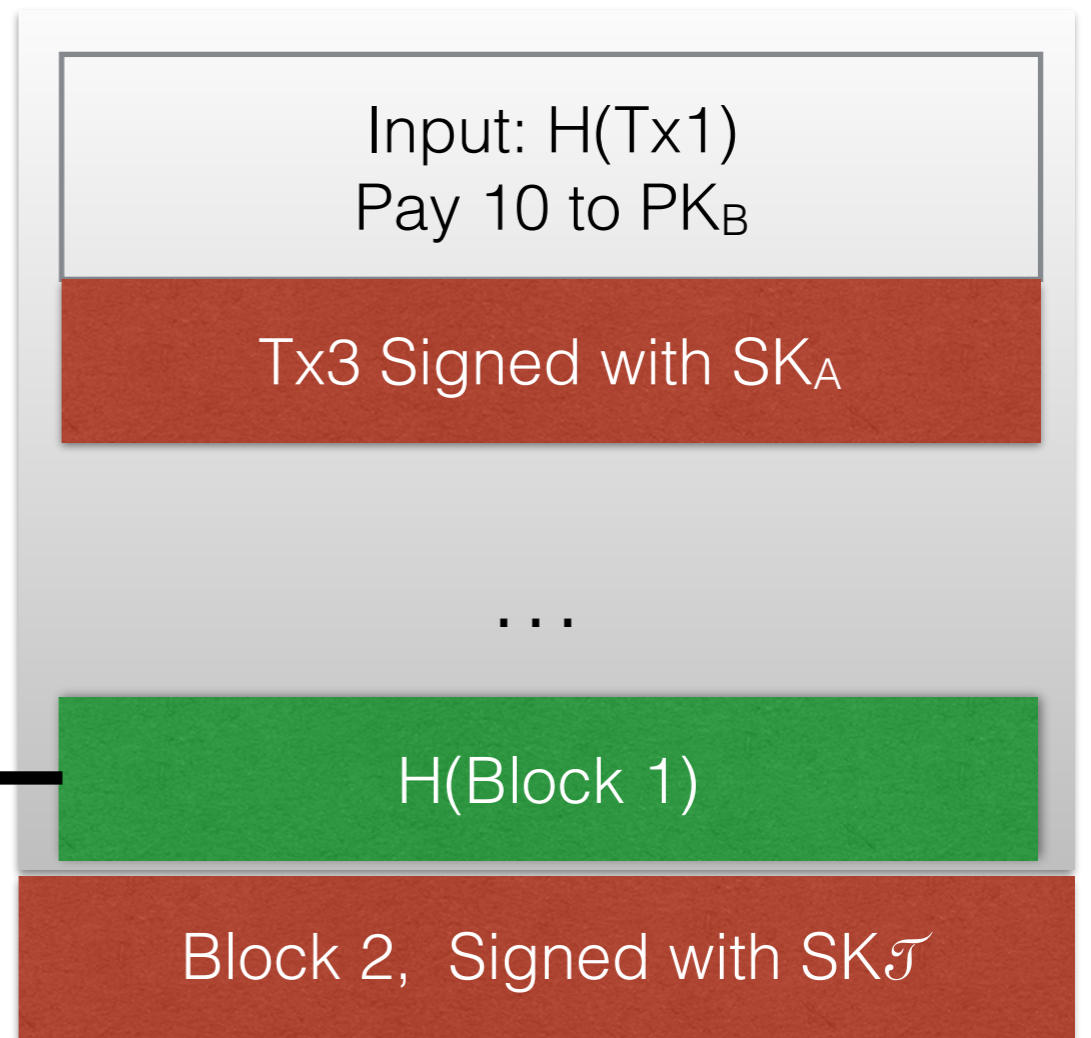 Input: H(Tx1)
Pay 10 to PKB
Tx3 Signed with SKA
...
H(Block 1)
Block 2, Signed with SK𝒯